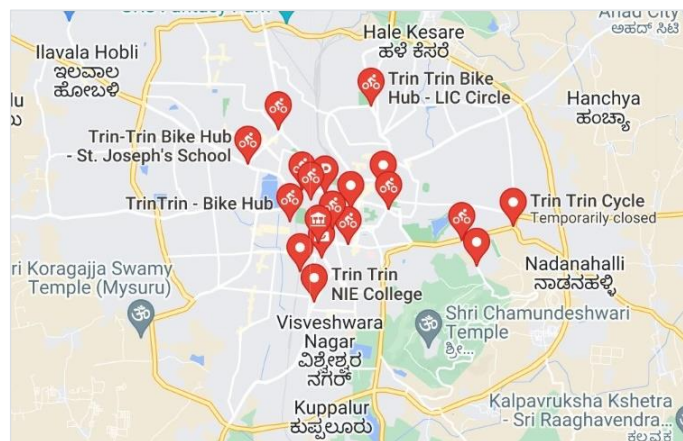 Ilavala Hobli
ಇಲವಾಲ
ಹೋಬಳಿ
Hale Kesare
ಹಳೆ ಕೆಸರೆ
ಅಹದ್ ಸಿಟಿ
Trin Trin Bike
Hub - LIC Circle
Hanchya
ಹಂಚ್ಯಾ
Trin-Trin Bike Hub
- St. Joseph's School
TrinTrin - Bike Hub
Trin Trin Cycle
Temporarily closed
Koragajja Swamy
Temple (Mysuru)
Trin Trin
NIE College
Nadanahalli
ನಾಡನಹಳ್ಳಿ
Shri Chamundeshwari
Temple
ಶ್ರೀ...
Visveshwara
Nagar
ವಿಶ್ವೇಶ್ವರ
ನಗರ್
Kuppalur
ಕುಪ್ಪಲೂರು
Kalpavruksha Kshetra
- Sri Raaghavendra...